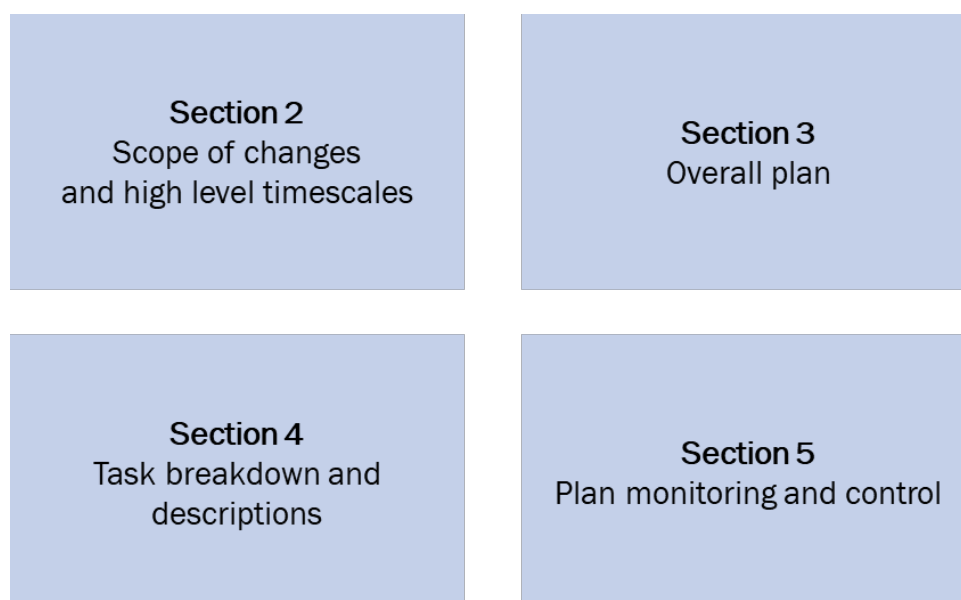 Section 2
Scope of changes
and high level timescales
Section 3
Overall plan
Section 4
Task breakdown and
descriptions
Section 5
Plan monitoring and control